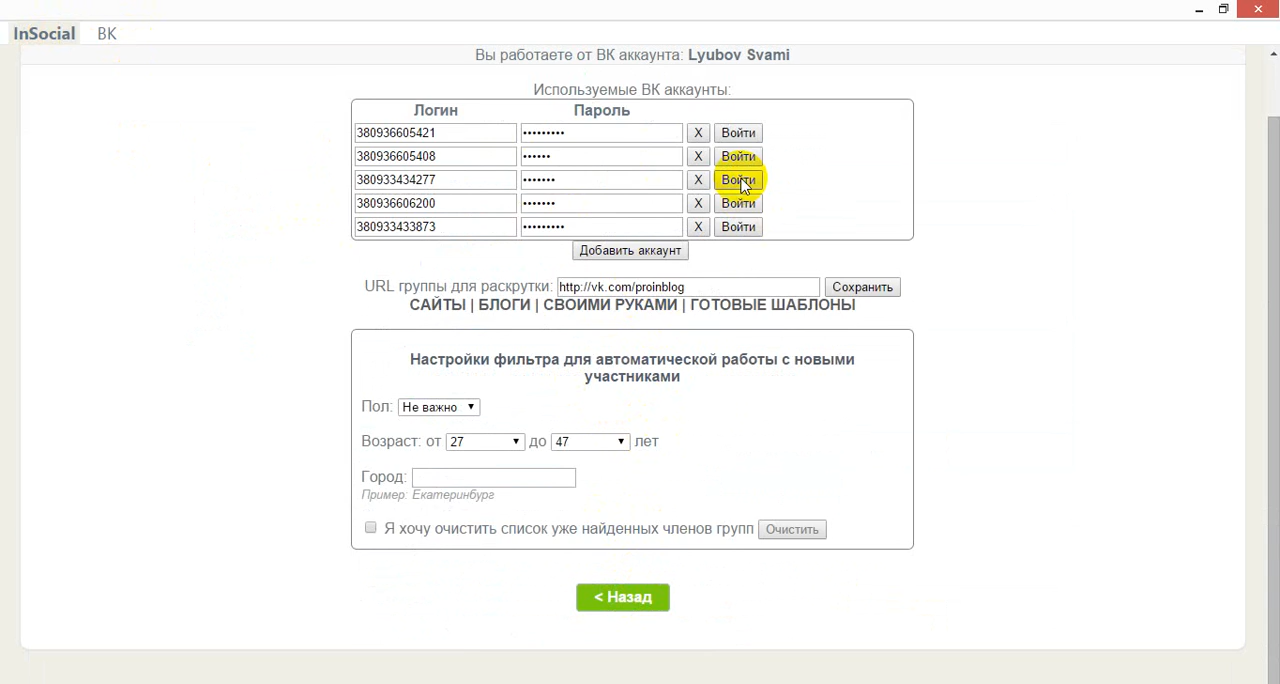 InSocial ВК
Вы работаете от ВК аккаунта: Lyubov Svami
Используемые ВК аккаунты:
Логин Пароль
380936605421 ••••••••• X Войти
380936605408 •••••• X Войти
380933434277 ••••••• X Войти
380936606200 ••••••• X Войти
380933433873 ••••••••• X Войти
Добавить аккаунт
URL группы для раскрутки: http://vk.com/proinblog Сохранить
САЙТЫ | БЛОГИ | СВОИМИ РУКАМИ | ГОТОВЫЕ ШАБЛОНЫ
Настройки фильтра для автоматической работы с новыми
участниками
Пол: Не важно
Возраст: от 27 до 47 лет
Город:
Пример: Екатеринбург
Я хочу очистить список уже найденных членов групп Очистить
< Назад